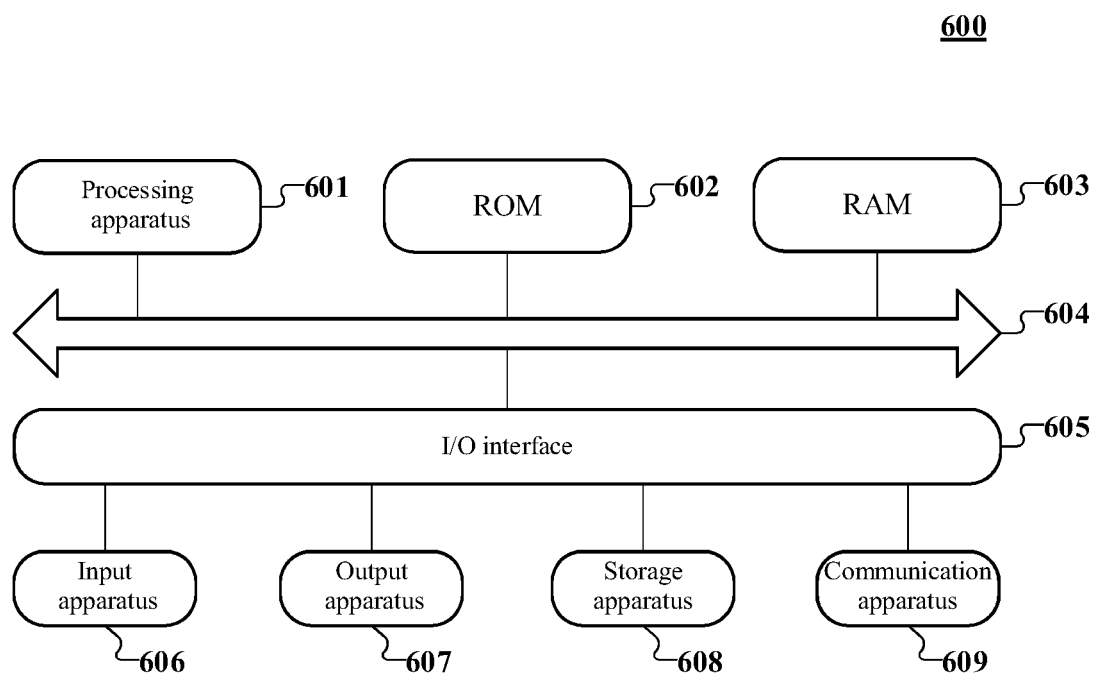 600
Processing
apparatus
601
ROM
602
RAM
603
604
I/O interface
605
Input
apparatus
606
Output
apparatus
607
Storage
apparatus
608
Communication
apparatus
609